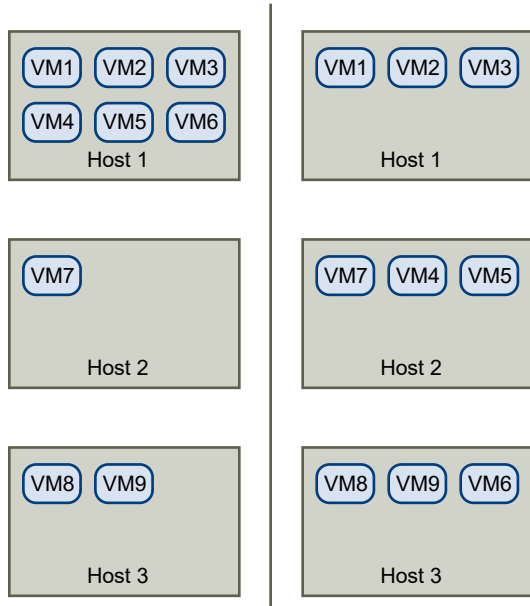 VM1 VM2 VM3
VM4 VM5 VM6
Host 1
VM7
Host 2
VM8 VM9
Host 3
VM1 VM2 VM3
Host 1
VM7 VM4 VM5
Host 2
VM8 VM9 VM6
Host 3